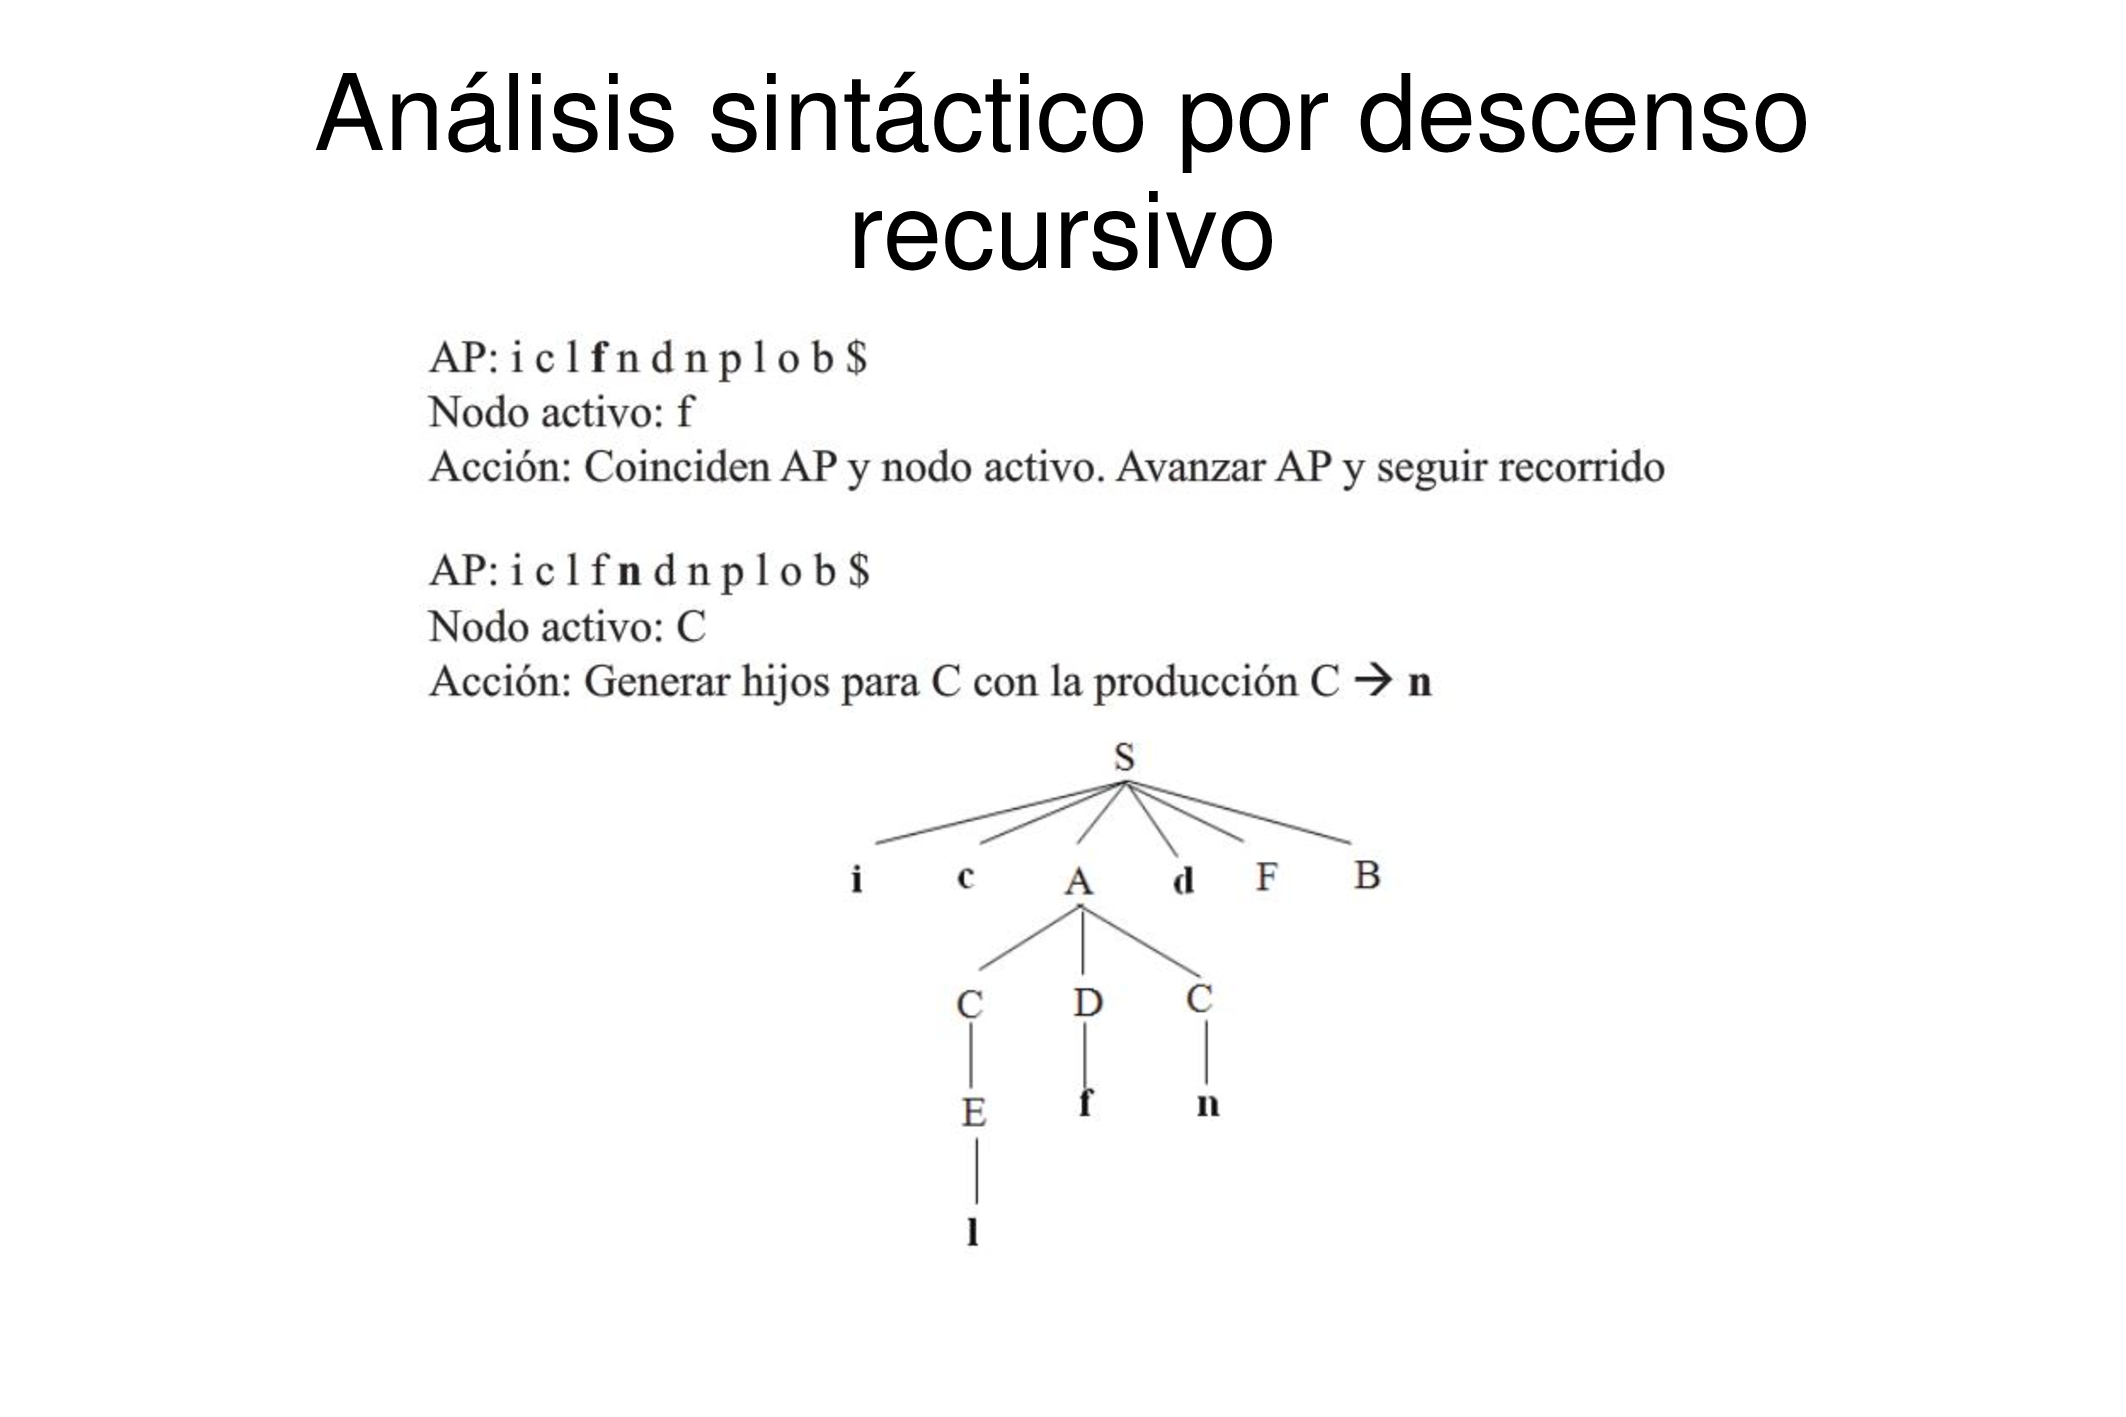 Análisis sintáctico por descenso
recursivo
AP: i c l f n d n p l o b $
Nodo activo: f
Acción: Coinciden AP y nodo activo. Avanzar AP y seguir recorrido
AP: i c l f n d n p l o b $
Nodo activo: C
Acción: Generar hijos para C con la producción C → n
S
i c A d F B
C D C
E f n
l